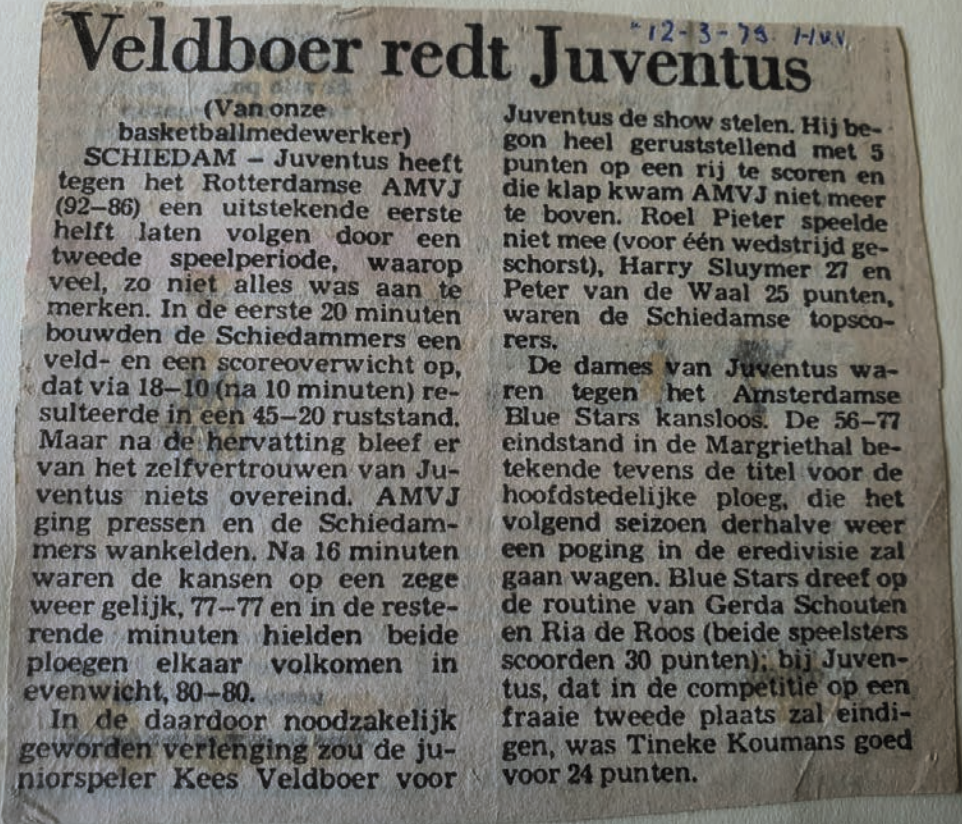 Veldboer redt Juventus
12-3-79.
(Van onze
basketballmedewerker)
SCHIEDAM – Juventus heeft
tegen het Rotterdamse AMVJ
(92–86) een uitstekende eerste
helft laten volgen door een
tweede speelperiode, waarop
veel, zo niet alles was aan te
merken. In de eerste 20 minuten
bouwden de Schiedammers een
veld- en een scoreoverwicht op,
dat via 18–10 (na 10 minuten) re-
sulteerde in een 45–20 ruststand.
Maar na de hervatting bleef er
van het zelfvertrouwen van Ju-
ventus niets overeind. AMVJ
ging pressen en de Schiedam-
mers wankelden. Na 16 minuten
waren de kansen op een zege
weer gelijk, 77–77 en in de reste-
rende minuten hielden beide
ploegen elkaar volkomen in
evenwicht, 80–80.
In de daardoor noodzakelijk
geworden verlenging zou de ju-
niorspeler Kees Veldboer voor
Juventus de show stelen. Hij be-
gon heel geruststellend met 5
punten op een rij te scoren en
die klap kwam AMVJ niet meer
te boven. Roel Pieter speelde
niet mee (voor één wedstrijd ge-
schorst), Harry Sluymer 27 en
Peter van de Waal 25 punten,
waren de Schiedamse topsco-
rers.
De dames van Juventus wa-
ren tegen het Amsterdamse
Blue Stars kansloos. De 56–77
eindstand in de Margriethal be-
tekende tevens de titel voor de
hoofdstedelijke ploeg, die het
volgend seizoen derhalve weer
een poging in de eredivisie zal
gaan wagen. Blue Stars dreef op
de routine van Gerda Schouten
en Ria de Roos (beide speelsters
scoorden 30 punten); bij Juven-
tus, dat in de competitie op een
fraaie tweede plaats zal eindi-
gen, was Tineke Koumans goed
voor 24 punten.